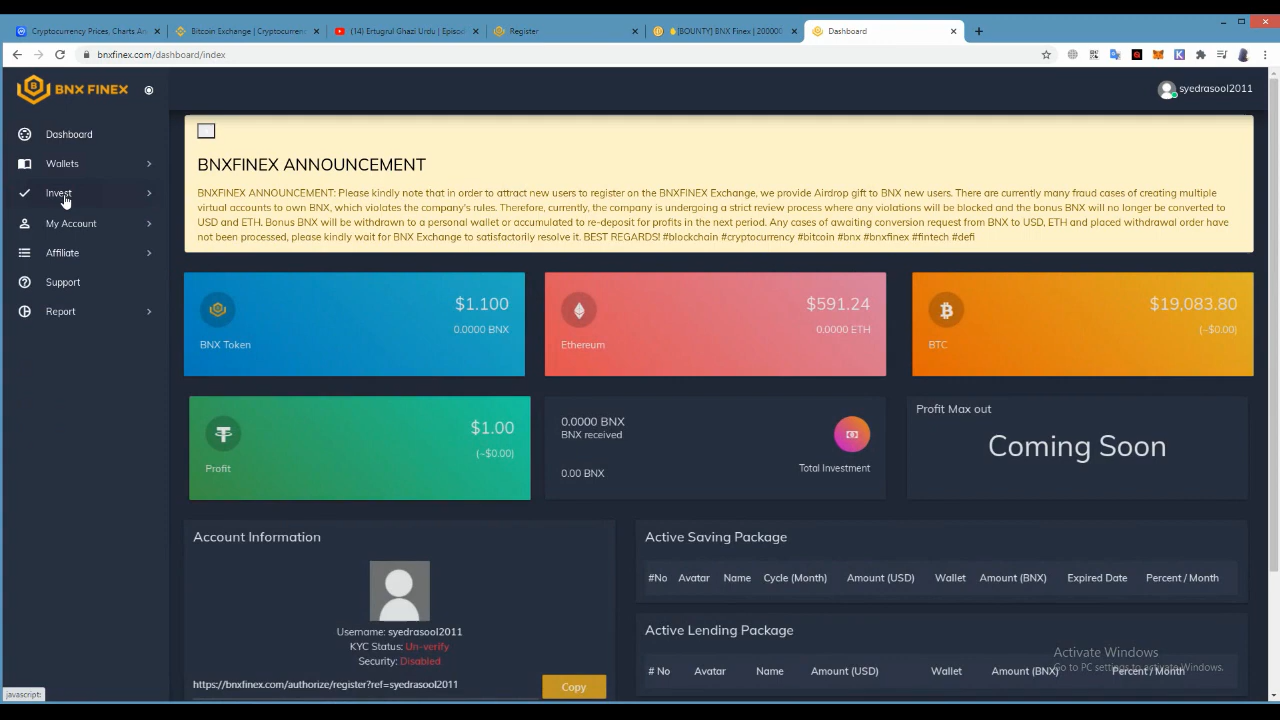 Cryptocurrency Prices, Charts An
Bitcoin Exchange | Cryptocurrenc
(14) Ertugrul Ghazi Urdu | Episod
Register
[BOUNTY] BNX Finex | 200000
Dashboard
bnxfinex.com/dashboard/index
BNX FINEX
syedrasool2011
Dashboard
Wallets
Invest
My Account
Affiliate
Support
Report
BNXFINEX ANNOUNCEMENT
BNXFINEX ANNOUNCEMENT: Please kindly note that in order to attract new users to register on the BNXFINEX Exchange, we provide Airdrop gift to BNX new users. There are currently many fraud cases of creating multiple
virtual accounts to own BNX, which violates the company's rules. Therefore, currently, the company is undergoing a strict review process where any violations will be blocked and the bonus BNX will no longer be converted to
USD and ETH. Bonus BNX will be withdrawn to a personal wallet or accumulated to re-deposit for profits in the next period. Any cases of awaiting conversion request from BNX to USD, ETH and placed withdrawal order have
not been processed, please kindly wait for BNX Exchange to satisfactorily resolve it. BEST REGARDS! #blockchain #cryptocurrency #bitcoin #bnx #bnxfinex #fintech #defi
$1.100
0.0000 BNX
BNX Token
$591.24
0.0000 ETH
Ethereum
$19,083.80
(~$0.00)
BTC
$1.00
(~$0.00)
Profit
0.0000 BNX
BNX received
0.00 BNX
Total Investment
Profit Max out
Coming Soon
Account Information
Username: syedrasool2011
KYC Status: Un-verify
Security: Disabled
https://bnxfinex.com/authorize/register?ref=syedrasool2011
Copy
Active Saving Package
#No Avatar Name Cycle (Month) Amount (USD) Wallet Amount (BNX) Expired Date Percent / Month
Active Lending Package
# No Avatar Name Amount (USD) Wallet Amount (BNX) Percent / Month
Activate Windows
Go to PC settings to activate Windows.
javascript: